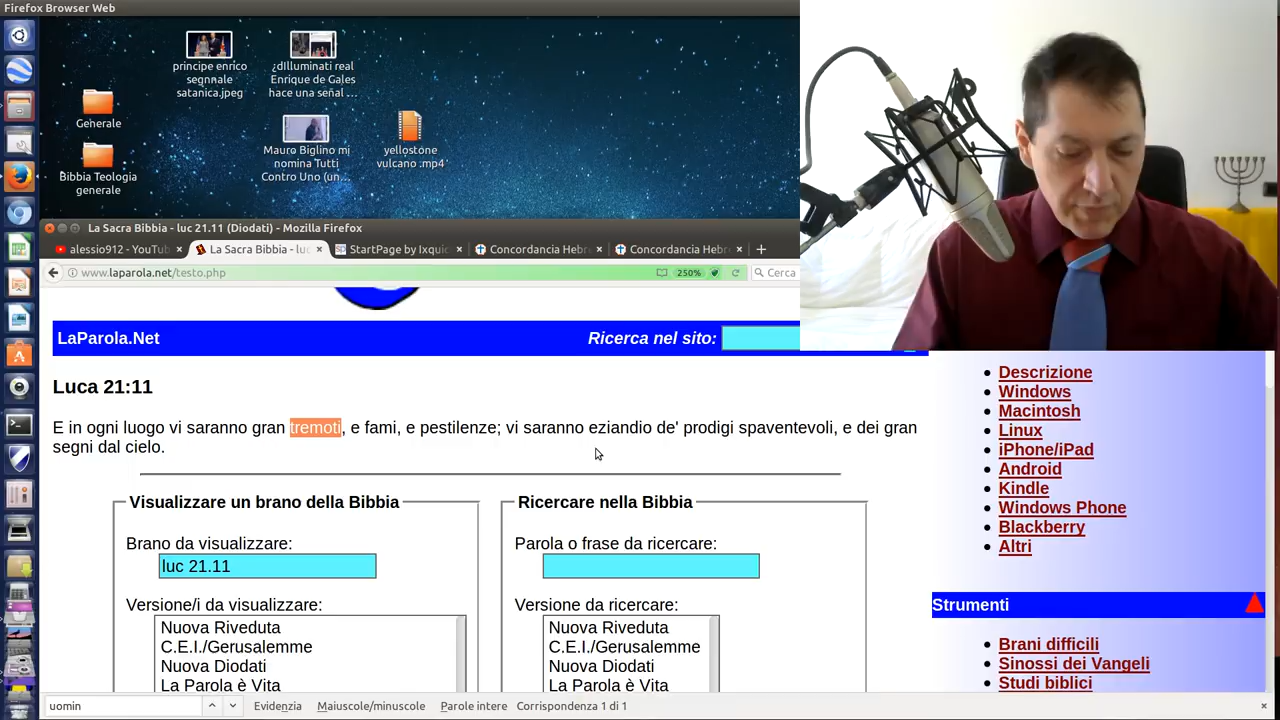 Firefox Browser Web
principe enrico
segnnale
satanica.jpeg
¿dIlluminati real
Enrique de Gales
hace una señal ...
Generale
Mauro Biglino mi
nomina Tutti
Contro Uno (un...
yellostone
vulcano :mp4
Bibbia Teologia
generale
La Sacra Bibbia - luc 21.11 (Diodati) - Mozilla Firefox
alessio912 - YouTub
La Sacra Bibbia - luc
StartPage by Ixquic
Concordancia Hebre
Concordancia Hebre
www.laparola.net/testo.php
250%
Cerca
LaParola.Net
Ricerca nel sito:
Luca 21:11
E in ogni luogo vi saranno gran tremoti, e fami, e pestilenze; vi saranno eziandio de' prodigi spaventevoli, e dei gran
segni dal cielo.
Visualizzare un brano della Bibbia
Brano da visualizzare:
luc 21.11
Versione/i da visualizzare:
Nuova Riveduta
C.E.I./Gerusalemme
Nuova Diodati
La Parola è Vita
Ricercare nella Bibbia
Parola o frase da ricercare:
Versione da ricercare:
Nuova Riveduta
C.E.I./Gerusalemme
Nuova Diodati
La Parola è Vita
Descrizione
Windows
Macintosh
Linux
iPhone/iPad
Android
Kindle
Windows Phone
Blackberry
Altri
Strumenti
Brani difficili
Sinossi dei Vangeli
Studi biblici
uomin
Evidenzia
Maiuscole/minuscole
Parole intere
Corrispondenza 1 di 1